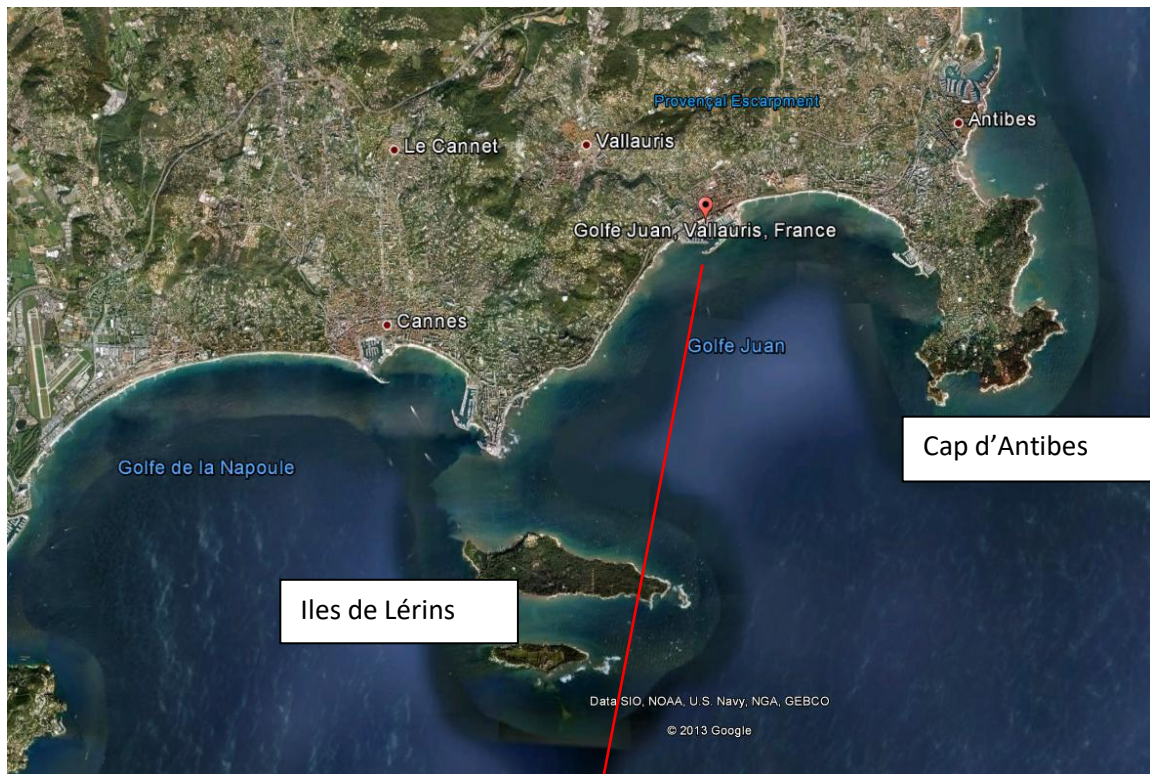 Provençal Escarpment
Antibes
Le Cannet
Vallauris
Golfe Juan, Vallauris, France
Cannes
Golfe Juan
Cap d’Antibes
Golfe de la Napoule
Iles de Lérins
Data SIO, NOAA, U.S. Navy, NGA, GEBCO
© 2013 Google